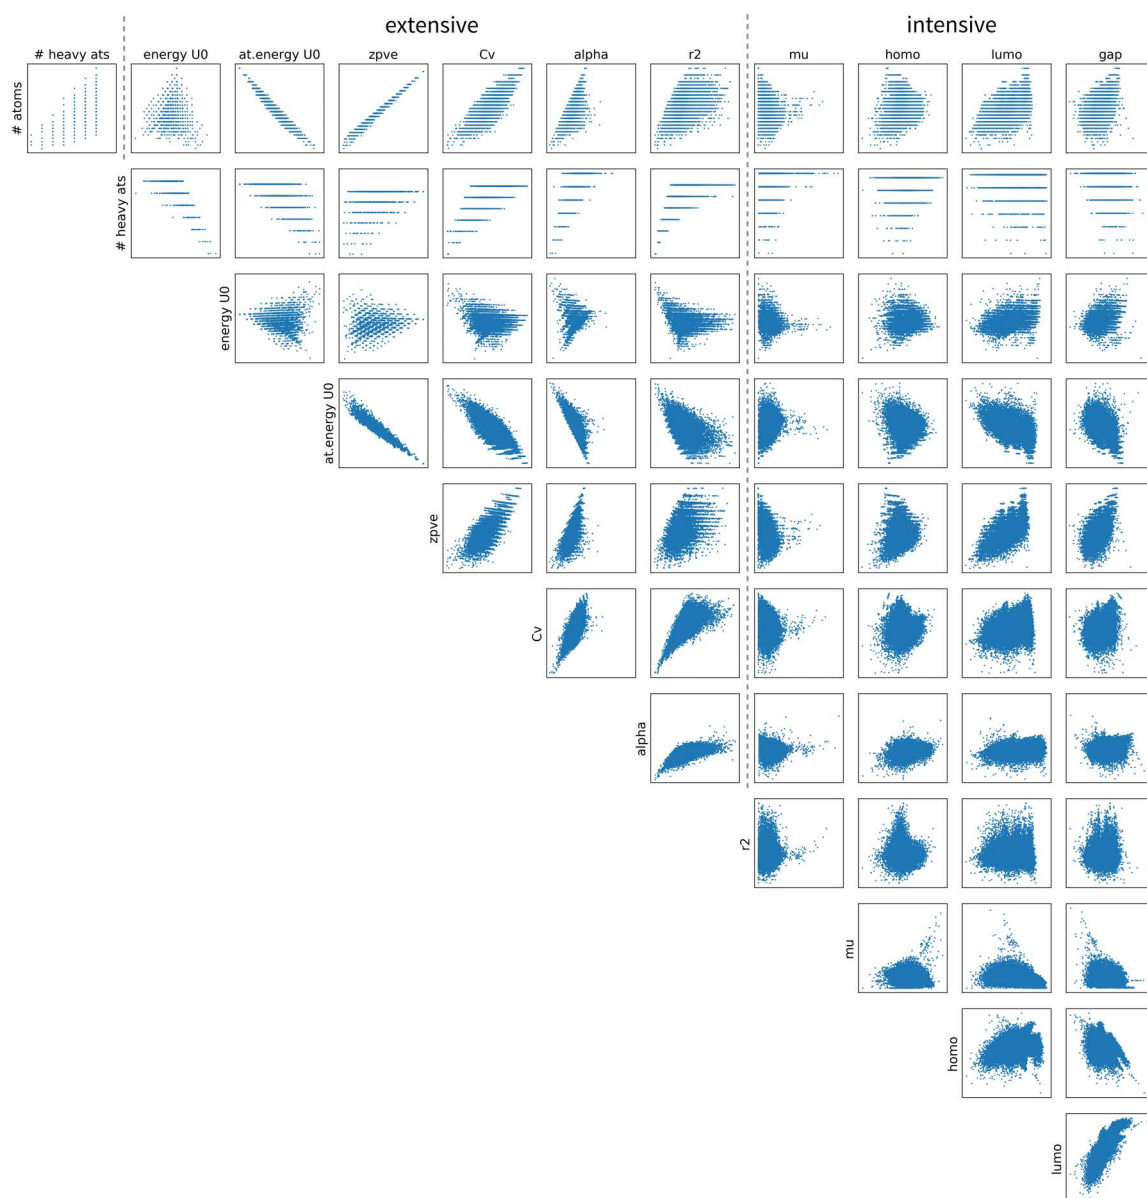 extensive intensive
# heavy ats energy U0 at.energy U0 zpve Cv alpha r2 mu homo lumo gap
# atoms
# heavy ats
energy U0
at.energy U0
zpve
Cv
alpha
r2
mu
homo
lumo